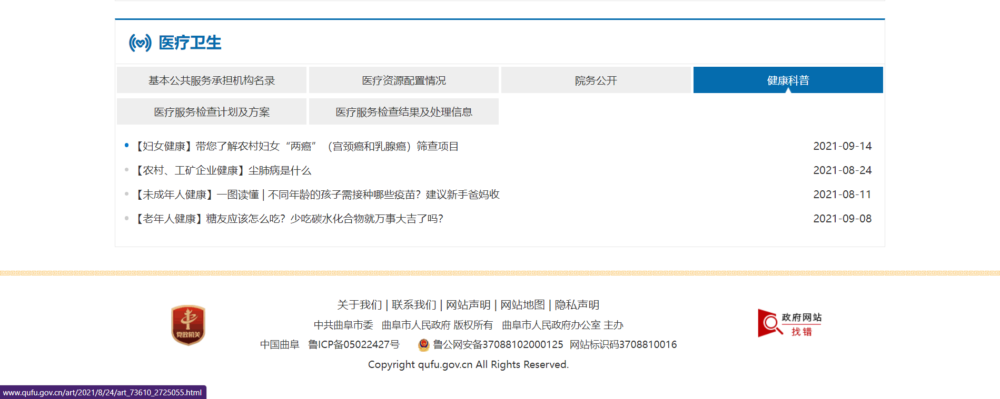 医疗卫生
基本公共服务承担机构名录 医疗资源配置情况 院务公开 健康科普
医疗服务检查计划及方案 医疗服务检查结果及处理信息
【妇女健康】带您了解农村妇女“两癌”（宫颈癌和乳腺癌）筛查项目 2021-09-14
【农村、工矿企业健康】尘肺病是什么 2021-08-24
【未成年人健康】一图读懂 | 不同年龄的孩子需接种哪些疫苗？建议新手爸妈收 2021-08-11
【老年人健康】糖友应该怎么吃？少吃碳水化合物就万事大吉了吗？ 2021-09-08
关于我们 | 联系我们 | 网站声明 | 网站地图 | 隐私声明
中共曲阜市委 曲阜市人民政府 版权所有 曲阜市人民政府办公室 主办
中国曲阜 鲁ICP备05022427号 鲁公网安备37088102000125 网站标识码3708810016
Copyright qufu.gov.cn All Rights Reserved.
党政机关
政府网站
找错
www.qufu.gov.cn/art/2021/8/24/art_73610_2725055.html